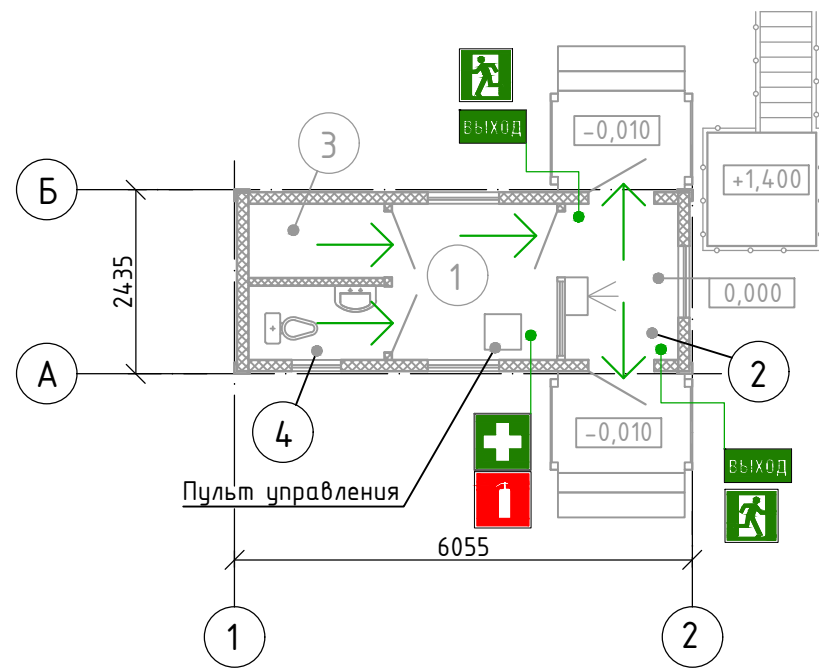 -0,010
ВЫХОД
3
+1,400
Б
2435
1
0,000
А
2
4
-0,010
ВЫХОД
Пульт управления
6055
1
2